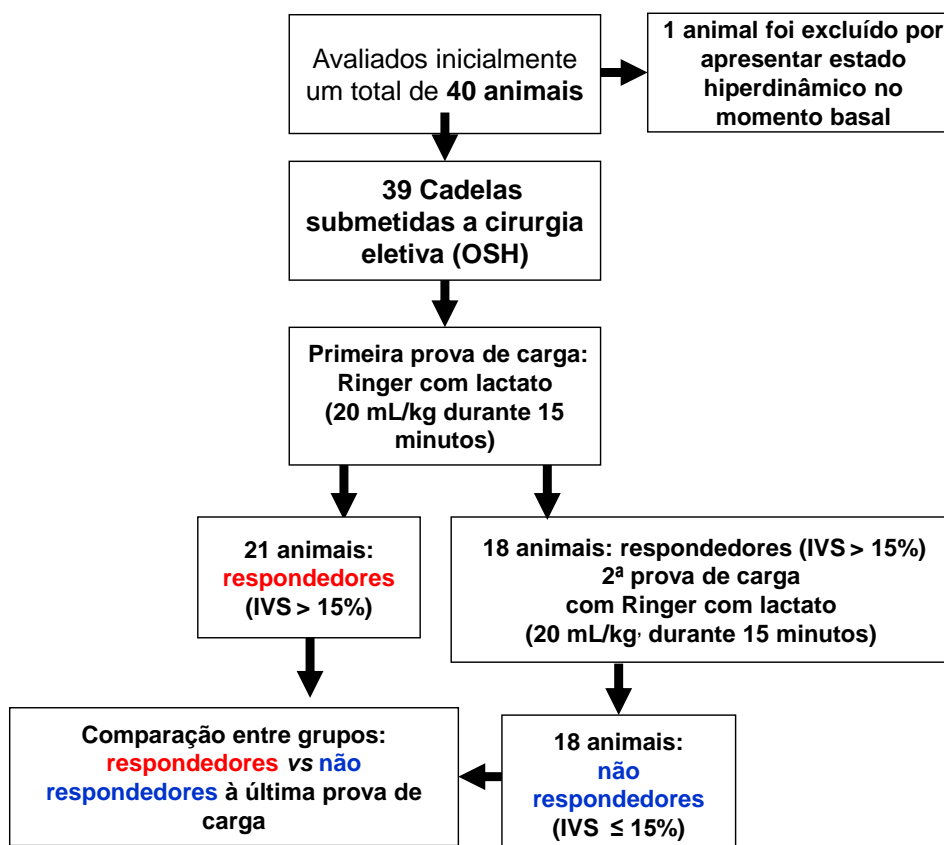 Avaliados inicialmente
um total de 40 animais
1 animal foi excluído por
apresentar estado
hiperdinâmico no
momento basal
39 Cadelas
submetidas a cirurgia
eletiva (OSH)
Primeira prova de carga:
Ringer com lactato
(20 mL/kg durante 15
minutos)
21 animais:
respondedores
(IVS > 15%)
18 animais: respondedores (IVS > 15%)
2ª prova de carga
com Ringer com lactato
(20 mL/kg, durante 15 minutos)
Comparação entre grupos:
respondedores vs não
respondedores à última prova de
carga
18 animais:
não
respondedores
(IVS ≤ 15%)